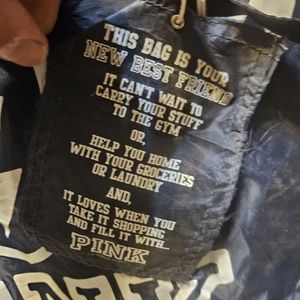 THIS BAG IS YOUR
NEW BEST FRIEND
IT CAN'T WAIT TO
CARRY YOUR STUFF
TO THE GYM
OR,
HELP YOU HOME
WITH YOUR GROCERIES
OR LAUNDRY
AND,
IT LOVES WHEN YOU
TAKE IT SHOPPING
AND FILL IT WITH...
PINK